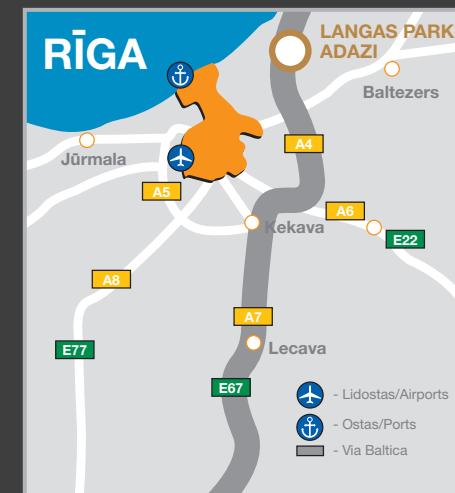 RĪGA
LANGAS PARK
ADAZI
Baltezers
Jūrmala
A4
A5
A6
Kekava
E22
A8
A7
E77
Lecava
E67
- Lidostas/Airports
- Ostas/Ports
- Via Baltica